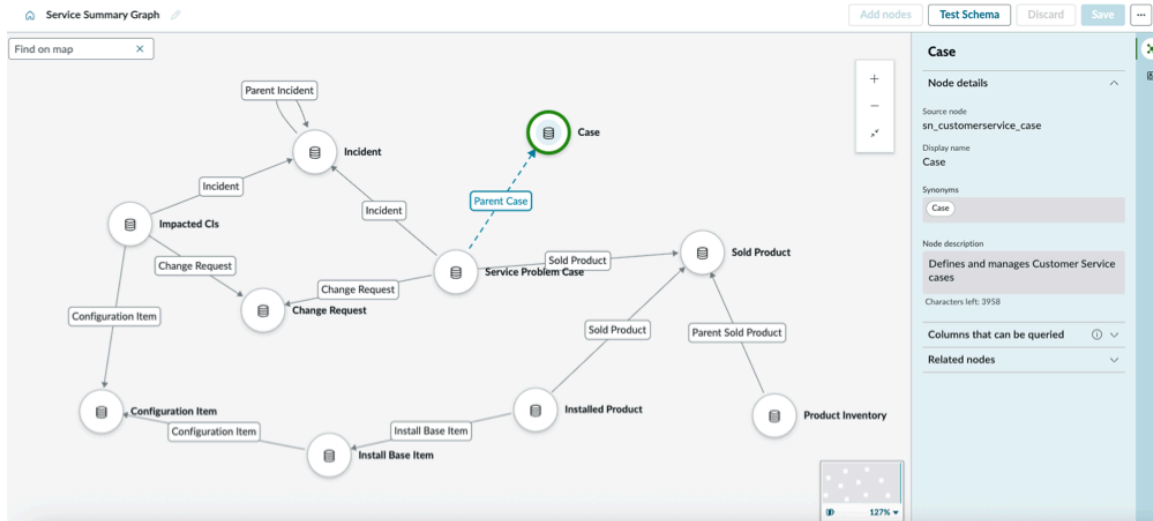 Service Summary Graph
Add nodes
Test Schema
Discard
Save
Find on map
Parent Incident
Incident
Case
Incident
Parent Case
Incident
Impacted CIs
Sold Product
Change Request
Sold Product
Service Problem Case
Change Request
Change Request
Configuration Item
Sold Product
Parent Sold Product
Configuration Item
Installed Product
Product Inventory
Configuration Item
Install Base Item
Install Base Item
127%
Case
Node details
Source node
sn_customerservice_case
Display name
Case
Synonyms
Case
Node description
Defines and manages Customer Service
cases
Characters left: 3958
Columns that can be queried
Related nodes